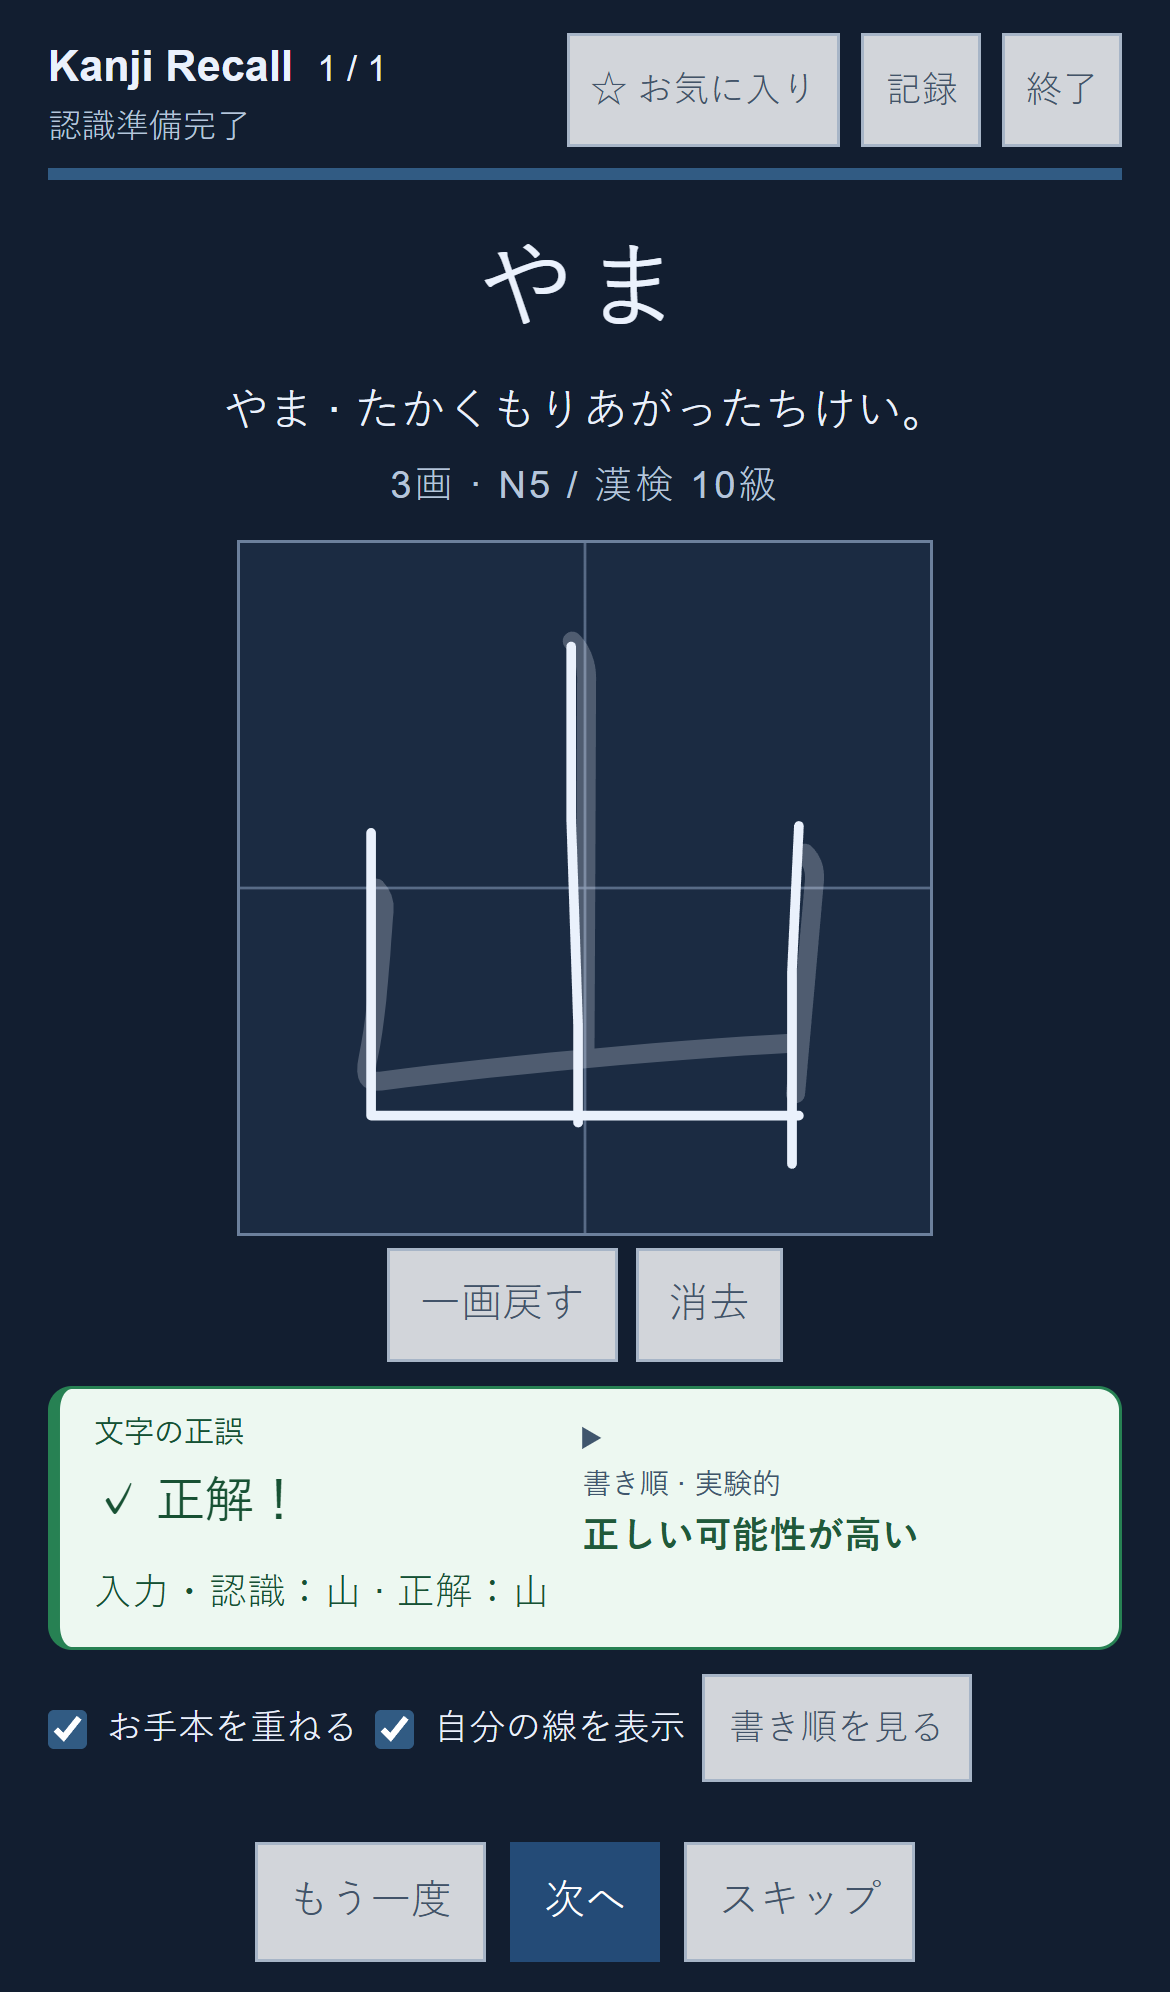 Kanji Recall 1 / 1
認識準備完了
☆ お気に入り
記録
終了
やま
やま · たかくもりあがったちけい。
3画 · N5 / 漢検 10級
山
一画戻す
消去
文字の正誤
✓ 正解！
入力・認識：山 · 正解：山
▶
書き順 · 実験的
正しい可能性が高い
お手本を重ねる
自分の線を表示
書き順を見る
もう一度
次へ
スキップ